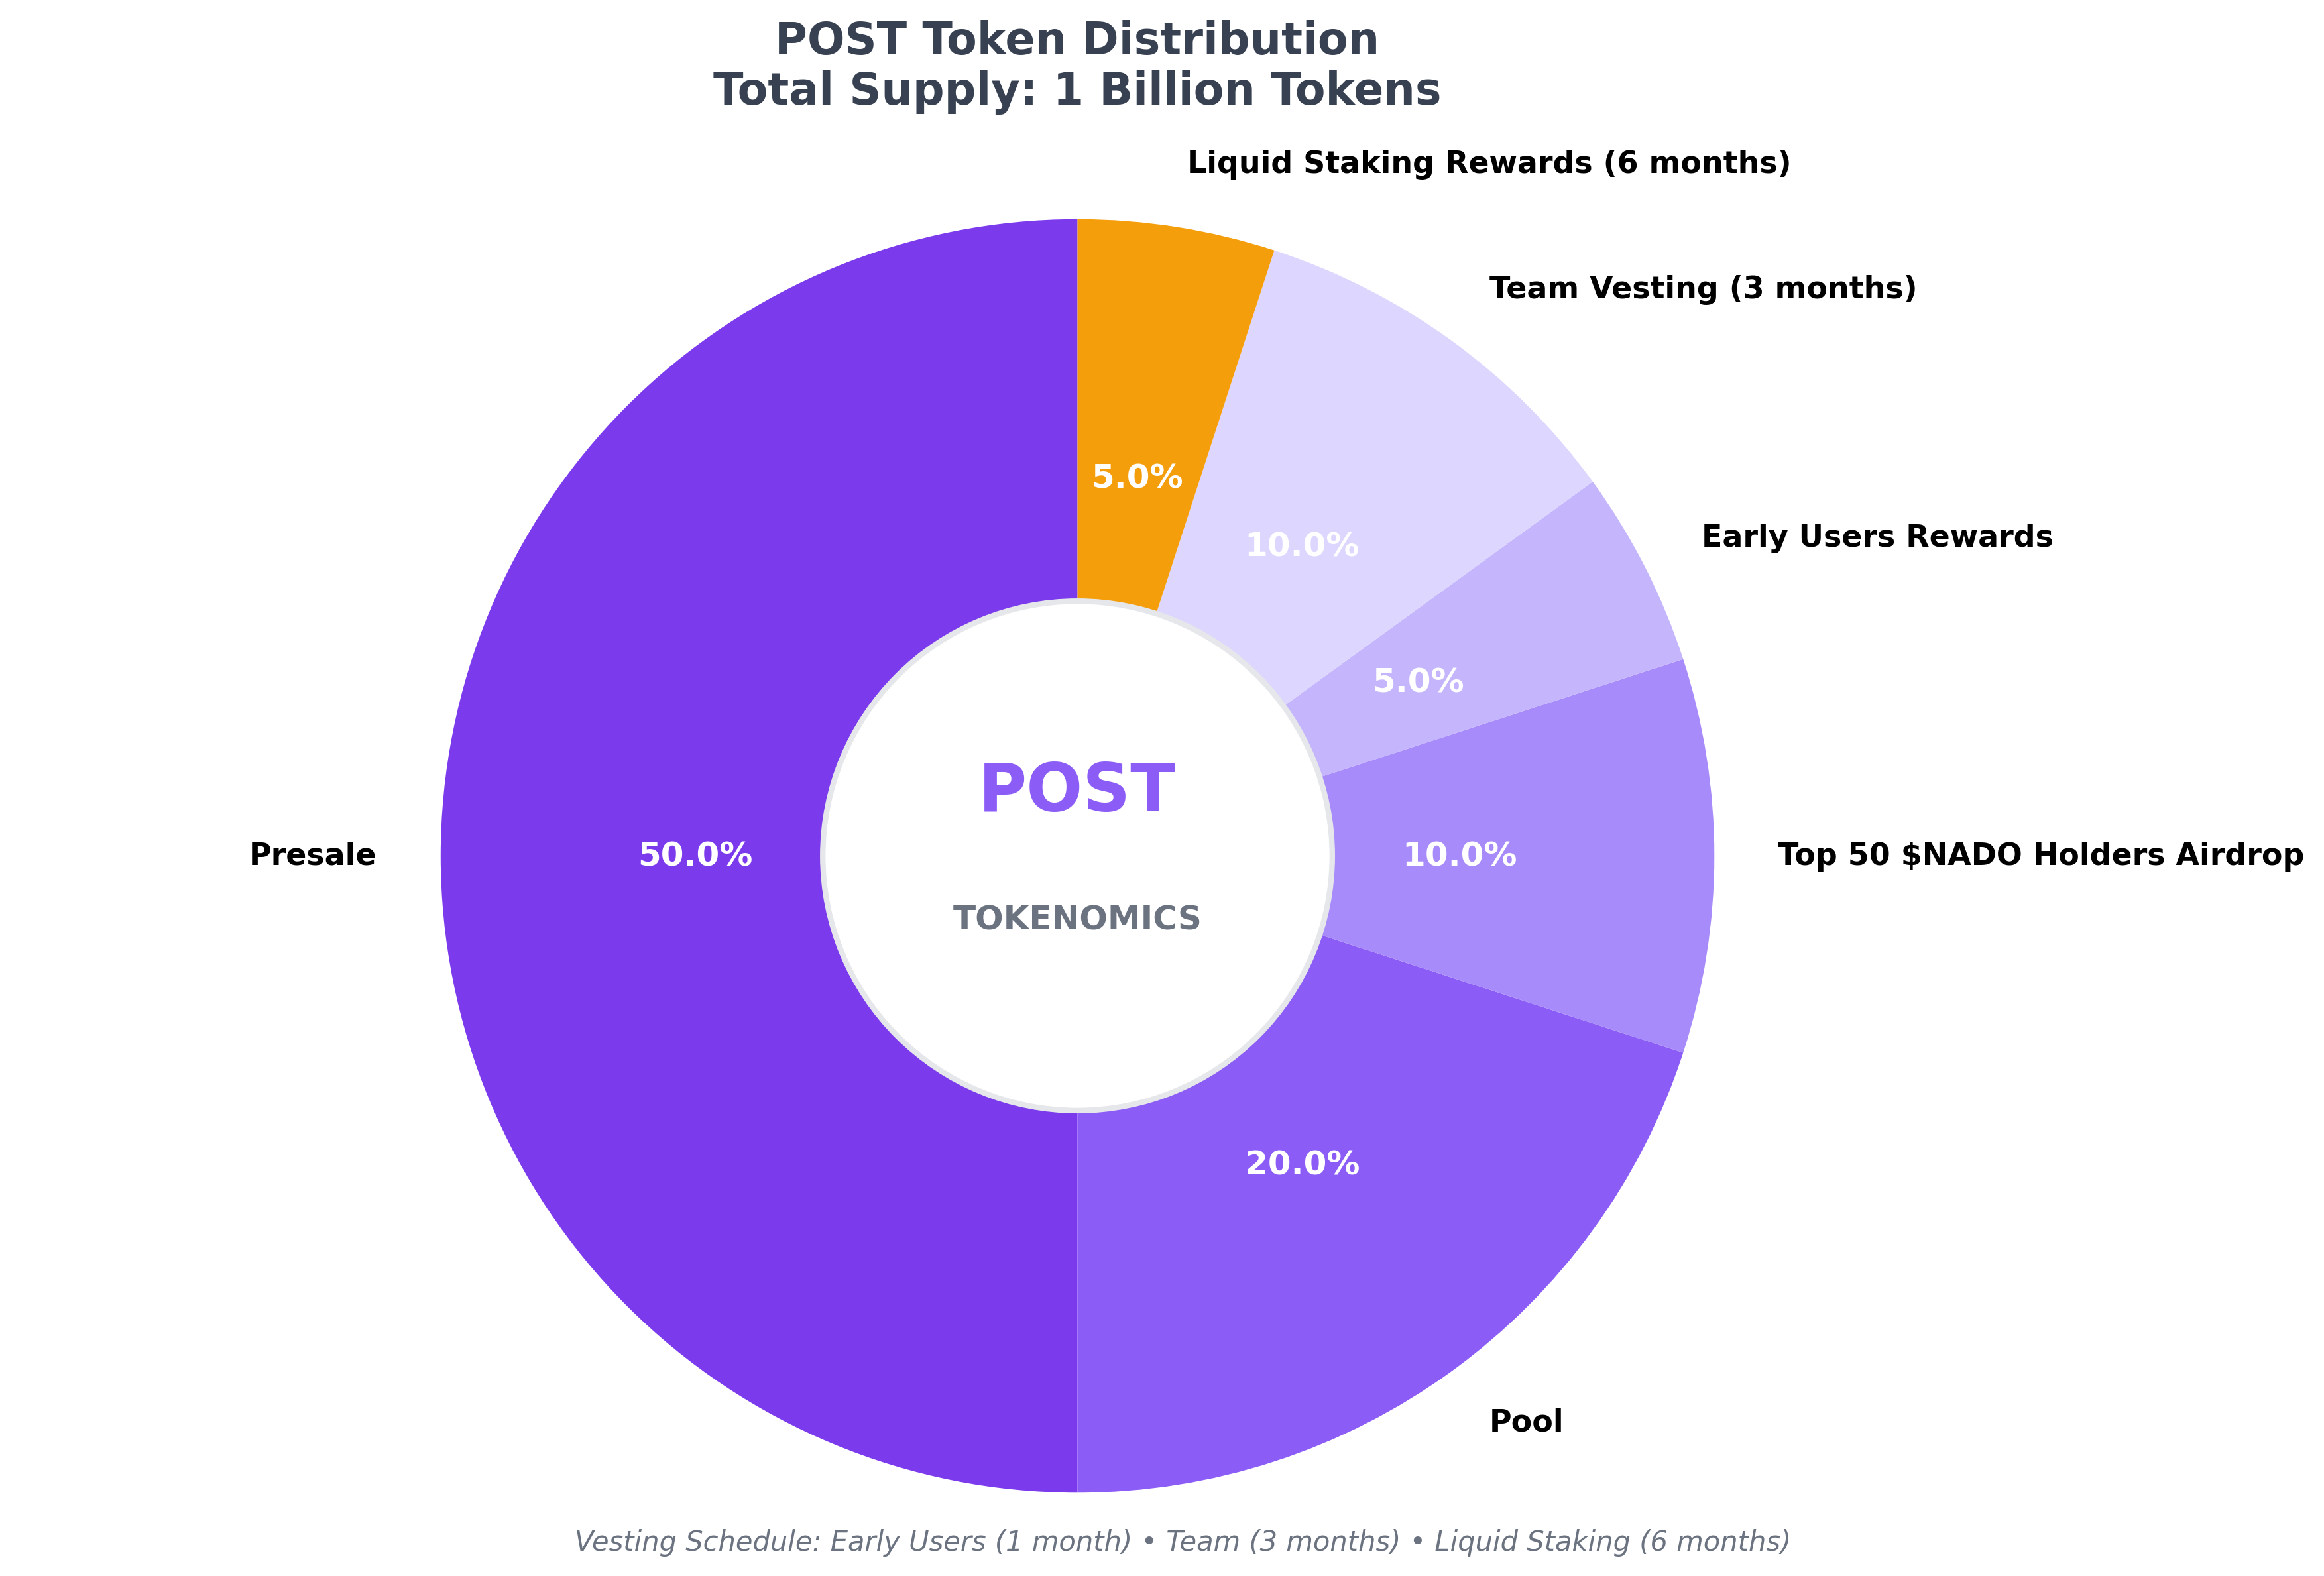 POST Token Distribution
Total Supply: 1 Billion Tokens
Liquid Staking Rewards (6 months)
Team Vesting (3 months)
5.0%
10.0%
Early Users Rewards
5.0%
POST
Presale
50.0%
10.0%
Top 50 $NADO Holders Airdrop
TOKENOMICS
20.0%
Pool
Vesting Schedule: Early Users (1 month) • Team (3 months) • Liquid Staking (6 months)